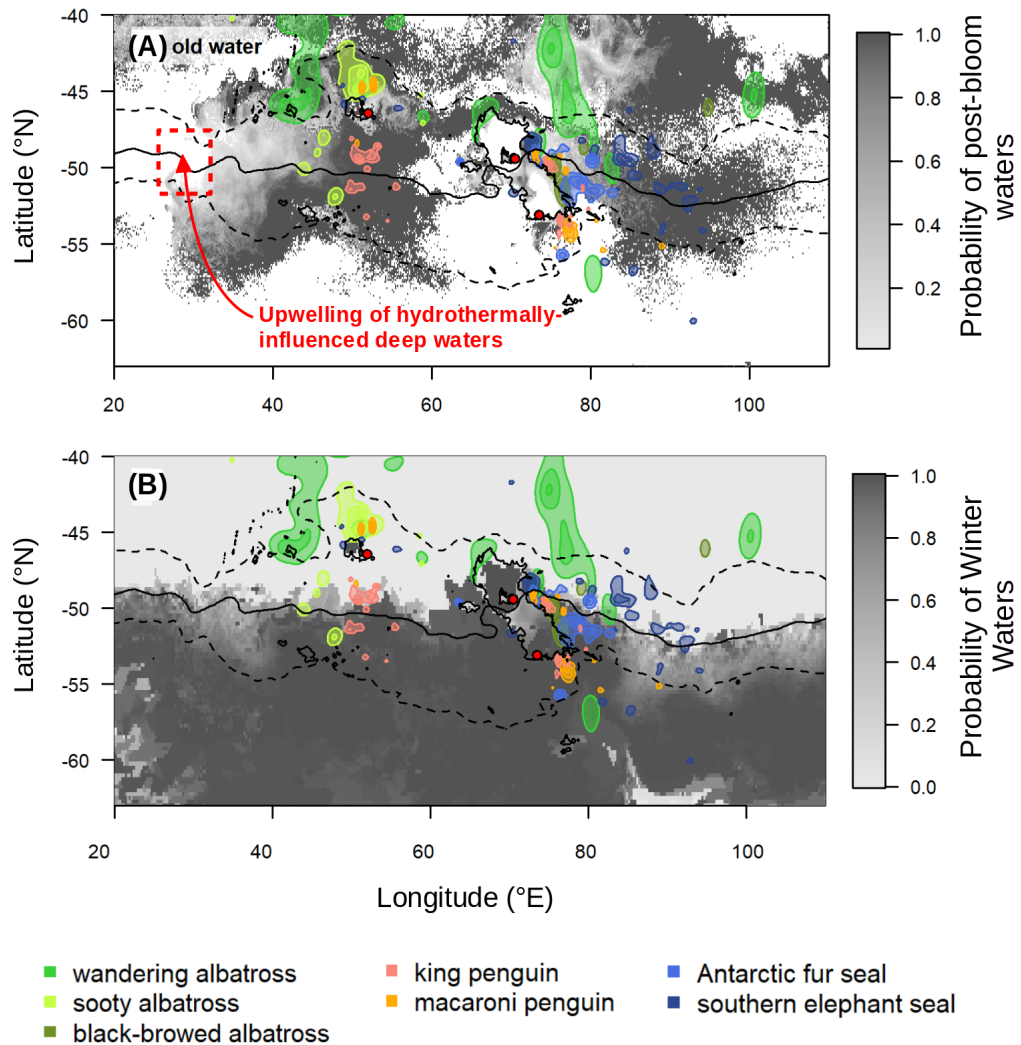 (A) old water
-40
-45
-50
-55
-60
Latitude (°N)
Upwelling of hydrothermally-
influenced deep waters
20 40 60 80 100
1.0
0.8
0.6
0.4
0.2
Probability of post-bloom
waters
(B)
-40
-45
-50
-55
-60
Latitude (°N)
20 40 60 80 100
Longitude (°E)
1.0
0.8
0.6
0.4
0.2
0.0
Probability of Winter
Waters
wandering albatross
sooty albatross
black-browed albatross
king penguin
macaroni penguin
Antarctic fur seal
southern elephant seal